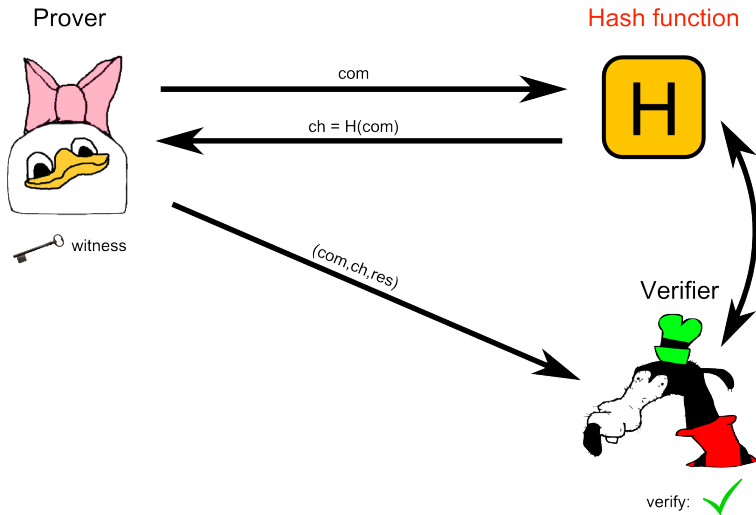 Prover
Hash function
com
H
ch = H(com)
witness
(com,ch,res)
Verifier
verify: